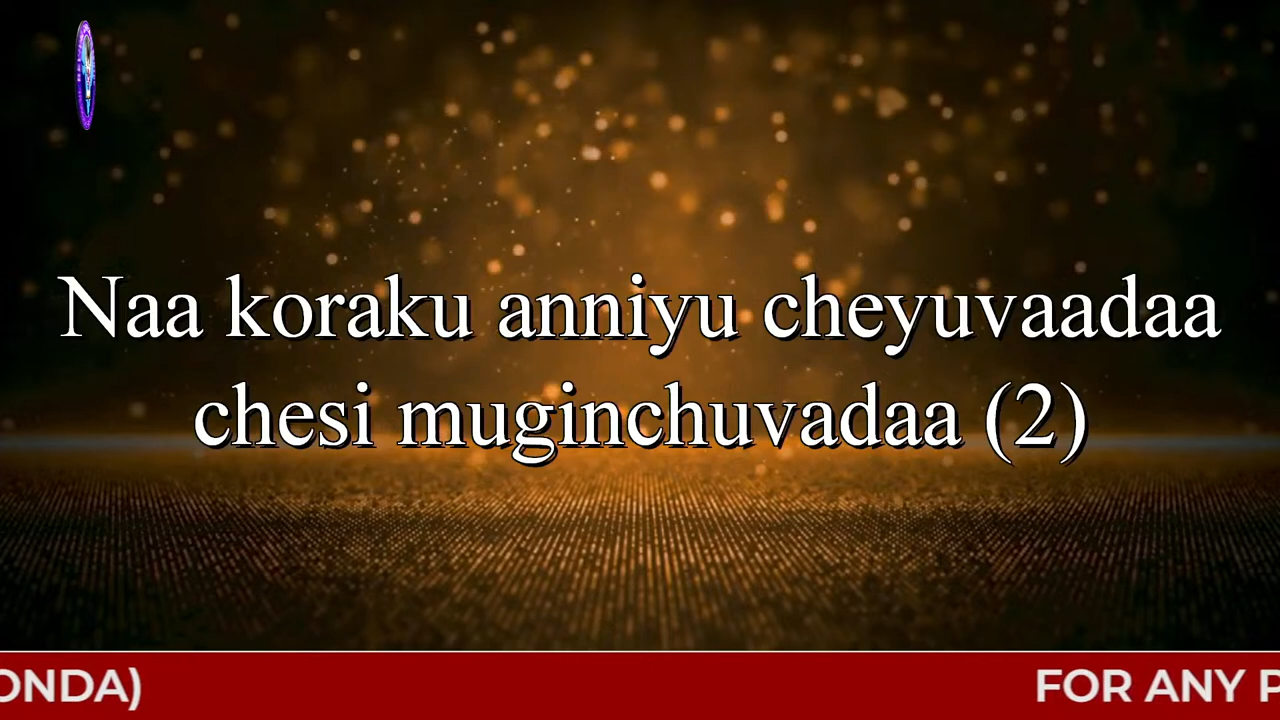 Naa koraku anniyu cheyuvaadaa
chesi muginchuvadaa (2)
ONDA) FOR ANY P